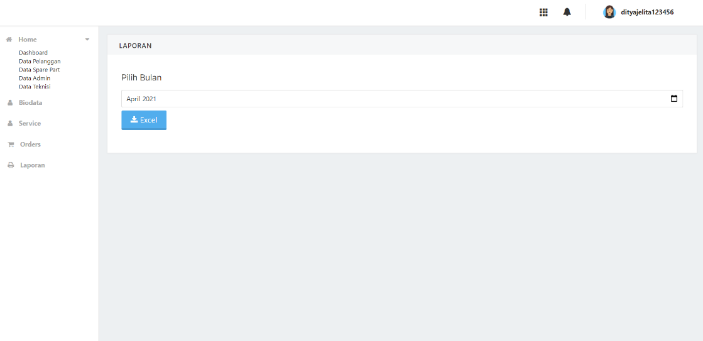 dityajelita123456
Home
Dashboard
Data Pelanggan
Data Spare Part
Data Admin
Data Teknisi
Biodata
Service
Orders
Laporan
LAPORAN
Pilih Bulan
April 2021
Excel